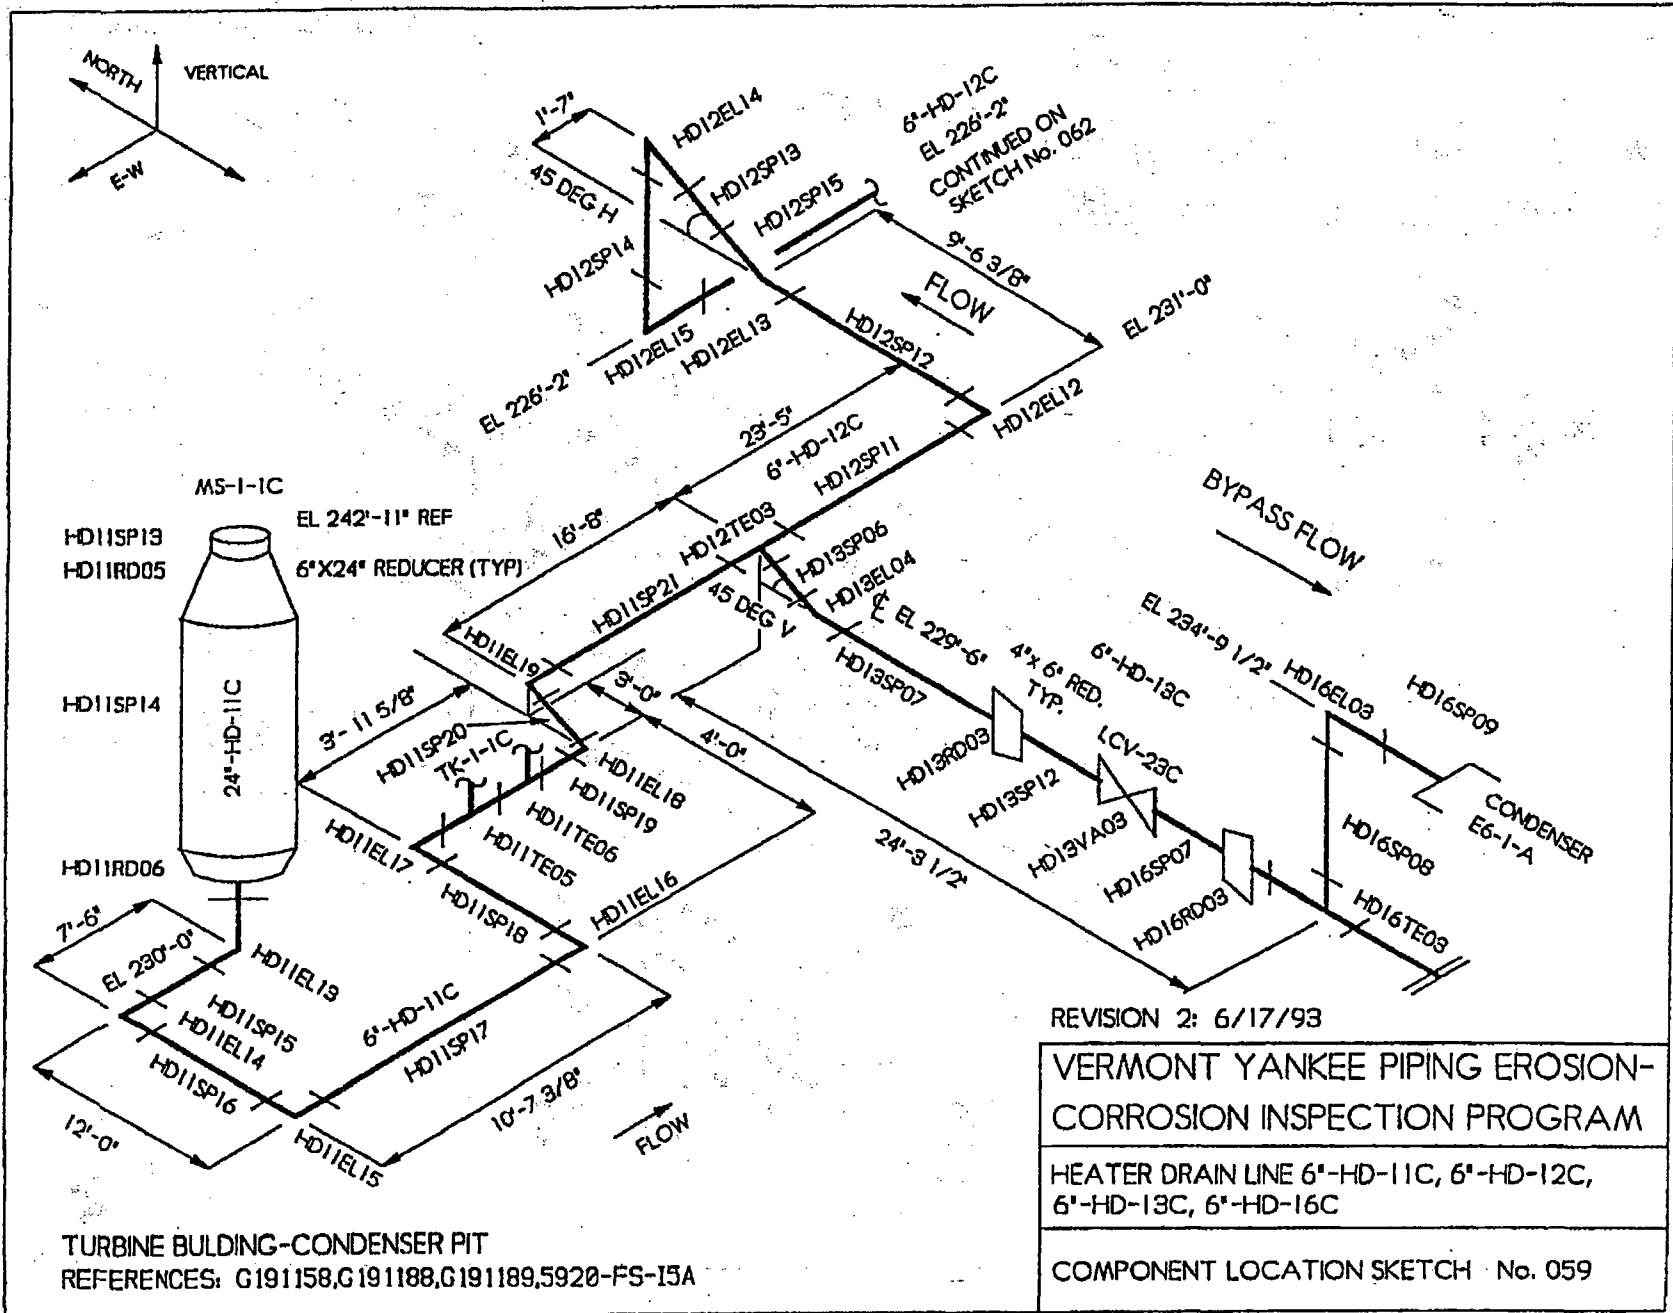 NORTH
VERTICAL
E-W
1'-7"
HD12EL14
45 DEG H
HD12SP13
HD12SP15
6"-HD-12C
EL 226'-2"
CONTINUED ON
SKETCH No. 062
HD12SP14
9'-6 3/8"
FLOW
EL 231'-0"
HD12SP12
EL 226'-2"
HD12EL15
HD12EL13
HD12EL12
23'-5"
6"-HD-12C
HD12SP11
MS-1-1C
EL 242'-11" REF
HD11SP13
HD11RD05
6"X24" REDUCER (TYP)
16'-8"
HD12TE03
HD13SP06
HD13EL04
BYPASS FLOW
HD11SP21
45 DEG V
℄ EL 229'-6"
HD11EL19
HD13SP07
4"x 6" RED.
TYP.
6"-HD-13C
EL 234'-9 1/2"
HD16EL03
HD16SP09
HD11SP14
24"-HD-11C
3'- 11 5/8"
HD11SP20
TK-1-1C
3'-0"
4'-0"
HD13RD03
LCV-23C
HD11EL18
HD11SP19
HD11TE06
HD11TE05
HD13SP12
HD13VA03
CONDENSER
E6-1-A
HD11RD06
HD11EL17
24'-3 1/2"
HD16SP07
HD16SP08
HD11SP18
HD11EL16
HD16RD03
HD16TE03
7'-6"
EL 230'-0"
HD11EL13
HD11SP15
HD11EL14
6"-HD-11C
HD11SP17
HD11SP16
12'-0"
10'-7 3/8"
HD11EL15
FLOW
REVISION 2: 6/17/93
VERMONT YANKEE PIPING EROSION-
CORROSION INSPECTION PROGRAM
HEATER DRAIN LINE 6"-HD-11C, 6"-HD-12C,
6"-HD-13C, 6"-HD-16C
COMPONENT LOCATION SKETCH No. 059
TURBINE BULDING-CONDENSER PIT
REFERENCES: G191158,G191188,G191189,5920-FS-15A